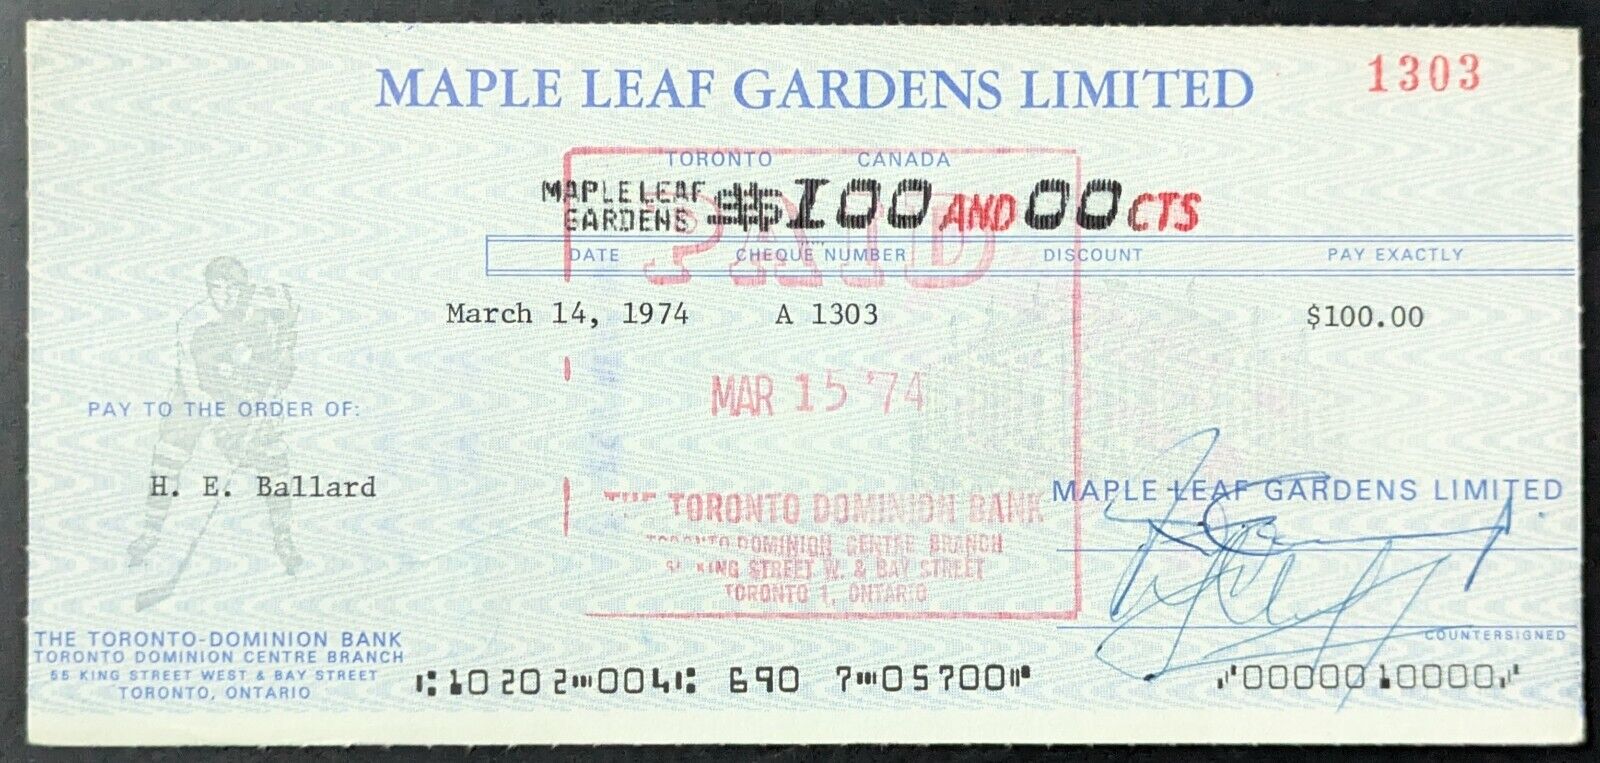 MAPLE LEAF GARDENS LIMITED
1303
TORONTO CANADA
MAPLE LEAF GARDENS $100 AND 00 CTS
PAID
DATE CHEQUE NUMBER DISCOUNT PAY EXACTLY
March 14, 1974 A 1303 $100.00
MAR 15 '74
PAY TO THE ORDER OF:
H. E. Ballard
MAPLE LEAF GARDENS LIMITED
THE TORONTO DOMINION BANK
TORONTO DOMINION CENTRE BRANCH
55 KING STREET W. & BAY STREET
TORONTO 1, ONTARIO
COUNTERSIGNED
THE TORONTO-DOMINION BANK
TORONTO DOMINION CENTRE BRANCH
55 KING STREET WEST & BAY STREET
TORONTO, ONTARIO
⑆10202⑉004⑆ 690 7⑉05700⑈ ⑇0000010000⑇